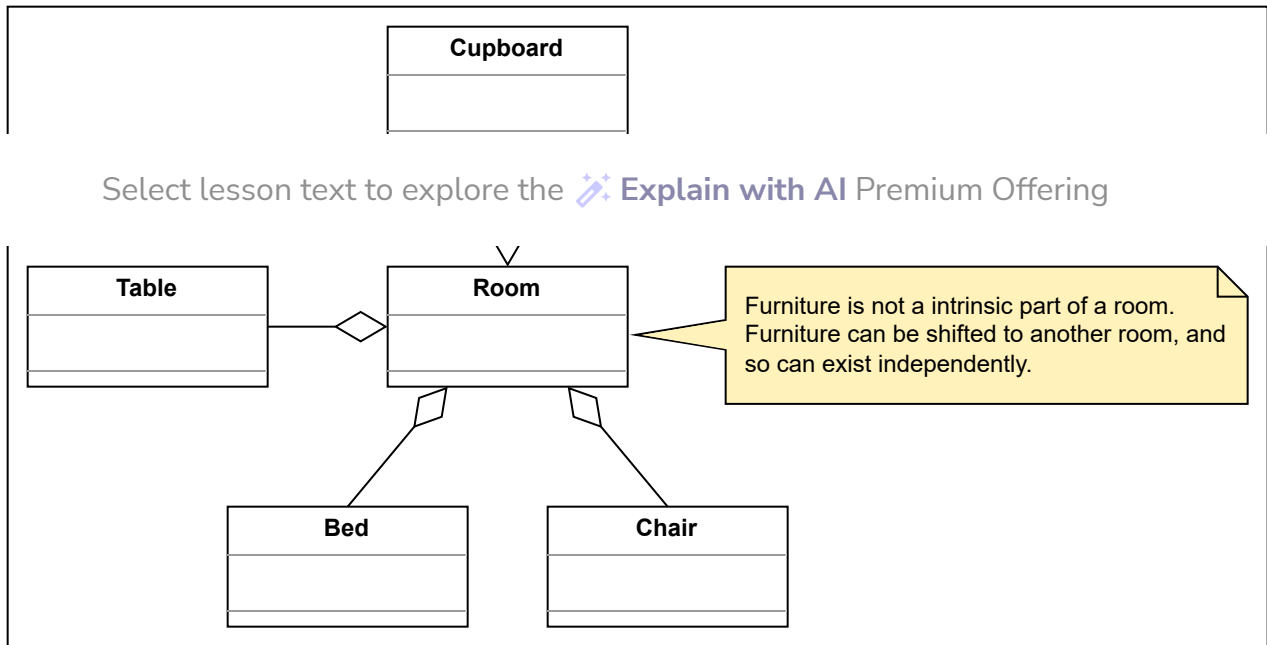 Cupboard
Select lesson text to explore the Explain with AI Premium Offering
Table
Room
Furniture is not a intrinsic part of a room.
Furniture can be shifted to another room, and
so can exist independently.
Bed
Chair